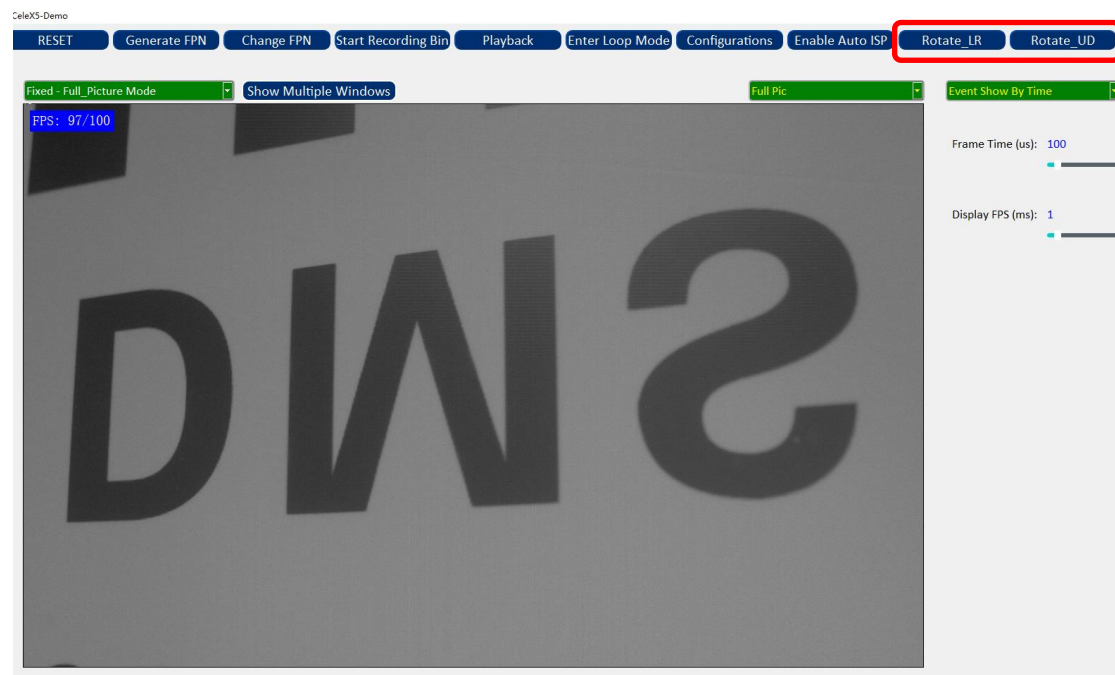 CeleX5-Demo
RESET Generate FPN Change FPN Start Recording Bin Playback Enter Loop Mode Configurations Enable Auto ISP Rotate_LR Rotate_UD
Fixed - Full_Picture Mode Show Multiple Windows Full Pic Event Show By Time
FPS: 97/100
Frame Time (us): 100
Display FPS (ms): 1
DMS